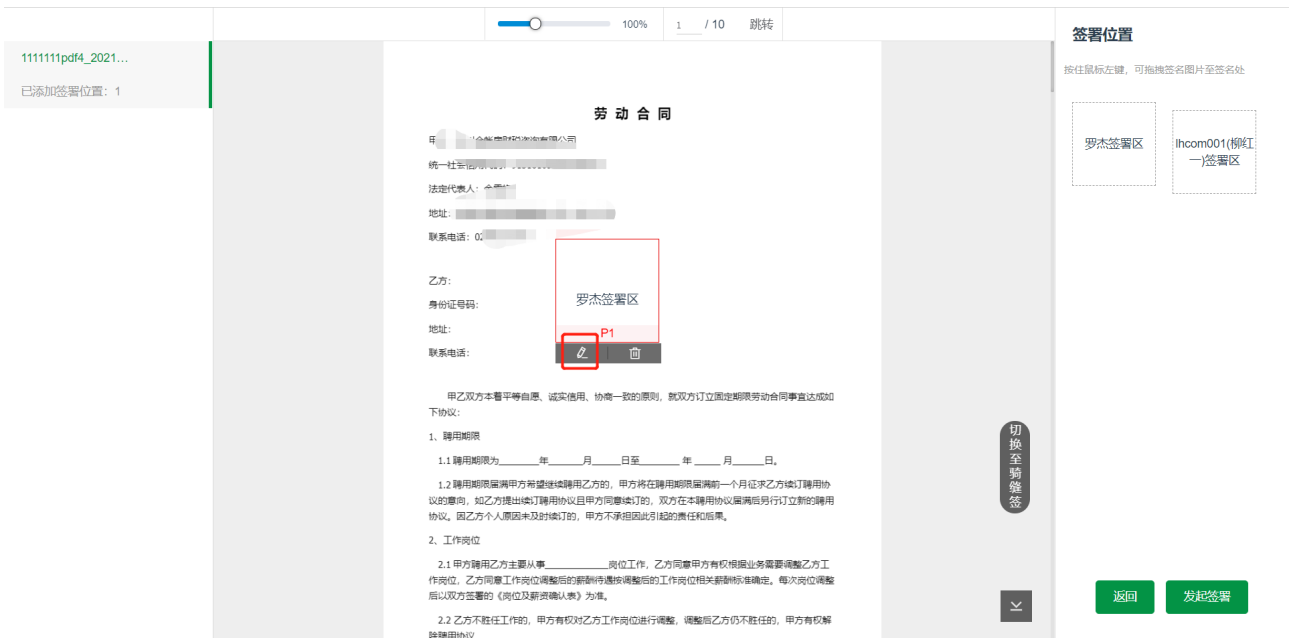 100%
1 / 10 跳转
签署位置
1111111pdf4_2021...
已添加签署位置：1
按住鼠标左键，可拖拽签名图片至签名处
罗杰签署区
lhcom001(柳红
一)签署区
劳 动 合 同
有限公司
统一社会信用
法定代表人：
地址：
联系电话：02
乙方：
身份证号码：
罗杰签署区
地址：
P1
联系电话：
甲乙双方本着平等自愿、诚实信用、协商一致的原则，就双方订立固定期限劳动合同事宜达成如
下协议：
1、聘用期限
1.1 聘用期限为________年______月______日至________ 年 _____ 月______日。
1.2 聘用期限届满甲方希望继续聘用乙方的，甲方将在聘用期限届满前一个月征求乙方续订聘用协
议的意向，如乙方提出续订聘用协议且甲方同意续订的，双方在本聘用协议届满后另行订立新的聘用
协议。因乙方个人原因未及时续订的，甲方不承担因此引起的责任和后果。
2、工作岗位
2.1 甲方聘用乙方主要从事_____________岗位工作，乙方同意甲方有权根据业务需要调整乙方工
作岗位，乙方同意工作岗位调整后的薪酬待遇按调整后的工作岗位相关薪酬标准确定。每次岗位调整
后以双方签署的《岗位及薪资确认表》为准。
2.2 乙方不胜任工作的，甲方有权对乙方工作岗位进行调整，调整后乙方仍不胜任的，甲方有权解
除聘用协议
切换至骑缝签
返回
发起签署